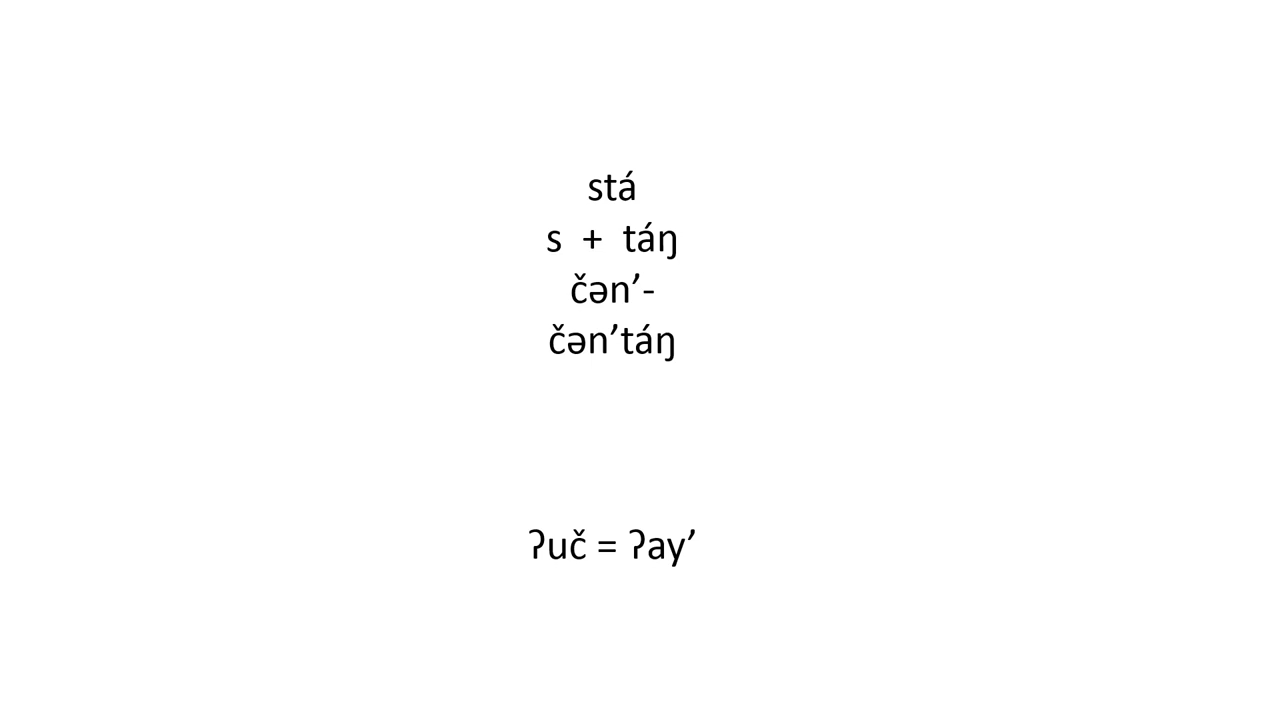 stá
s + táŋ
čən’-
čən’táŋ
ʔuč = ʔay’